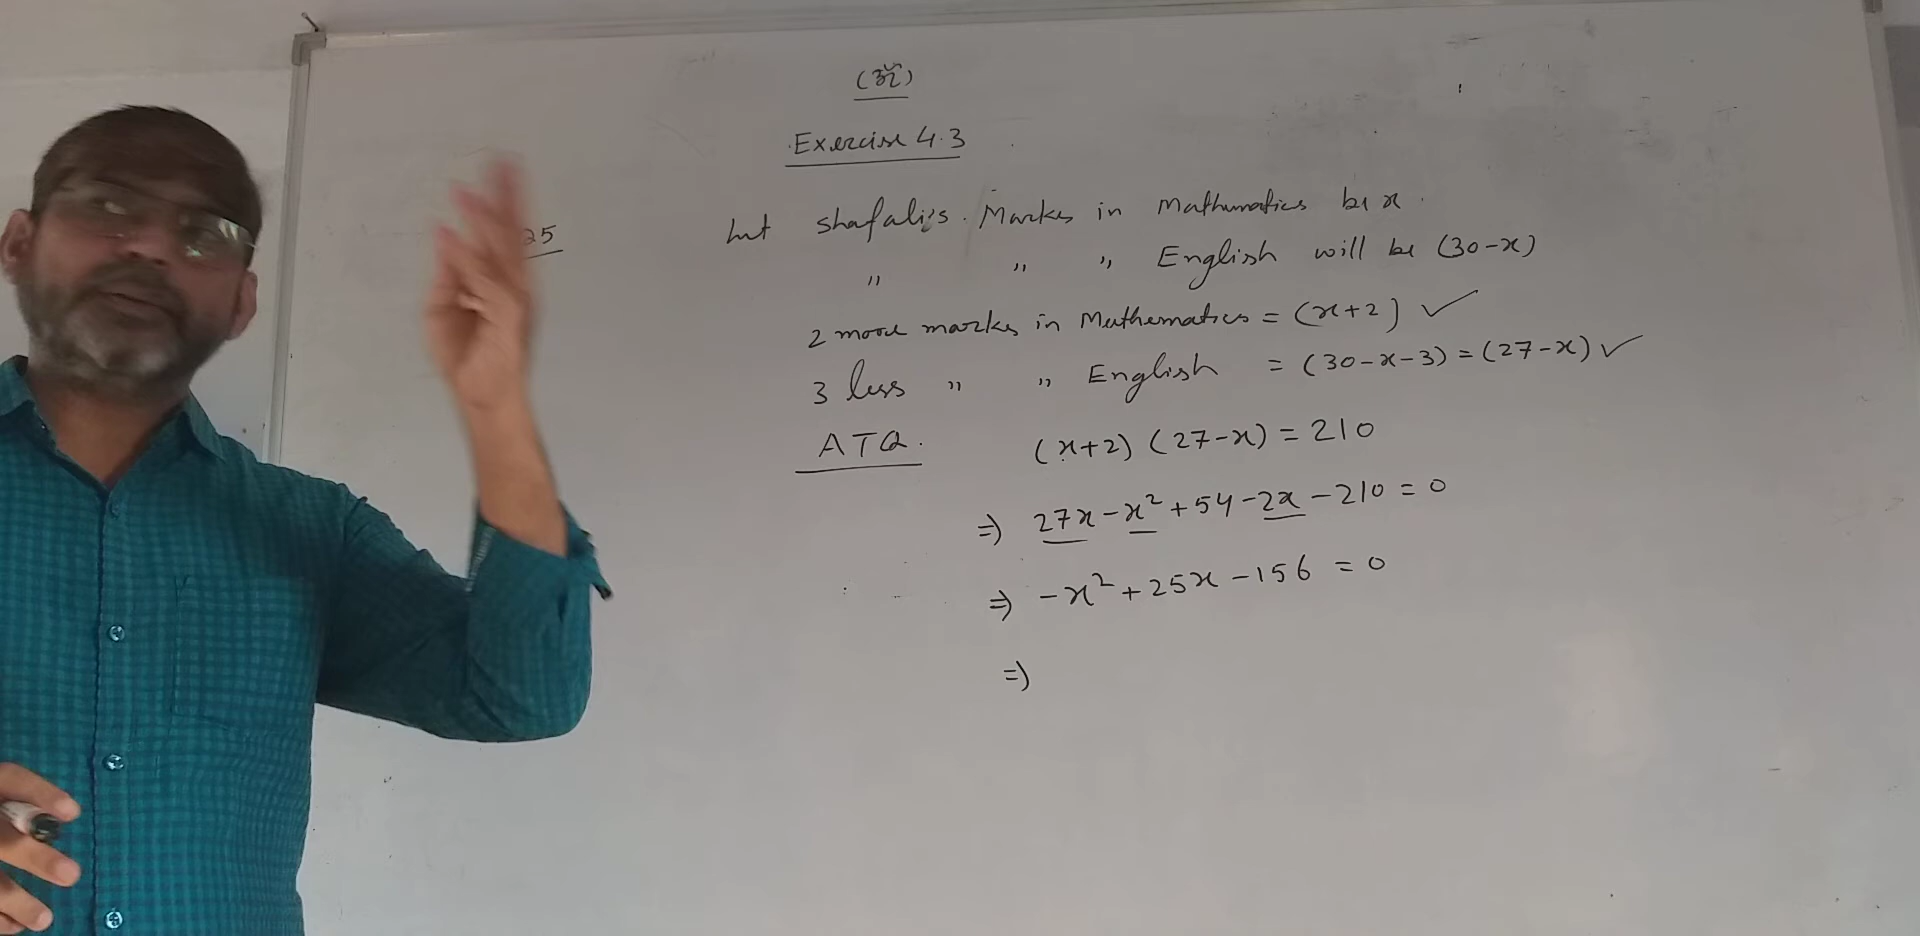 (ॐ)
Exercise 4.3
25
Let shafali's Marks in Mathematics be x.
" " " English will be (30-x)
2 more marks in Mathematics = (x+2) ✓
3 less " " English = (30-x-3) = (27-x) ✓
ATQ. (x+2) (27-x) = 210
⇒ 27x-x²+54-2x-210 = 0
⇒ -x²+25x-156 = 0
⇒